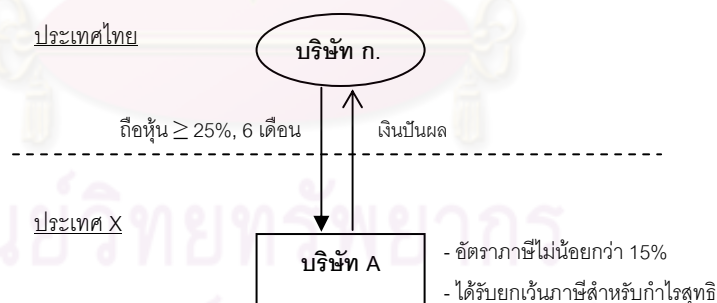 ประเทศไทย
บริษัท ก.
ถือหุ้น ≥ 25%, 6 เดือน
เงินปันผล
ประเทศ X
บริษัท A
- อัตราภาษีไม่น้อยกว่า 15%
- ได้รับยกเว้นภาษีสำหรับกำไรสุทธิ